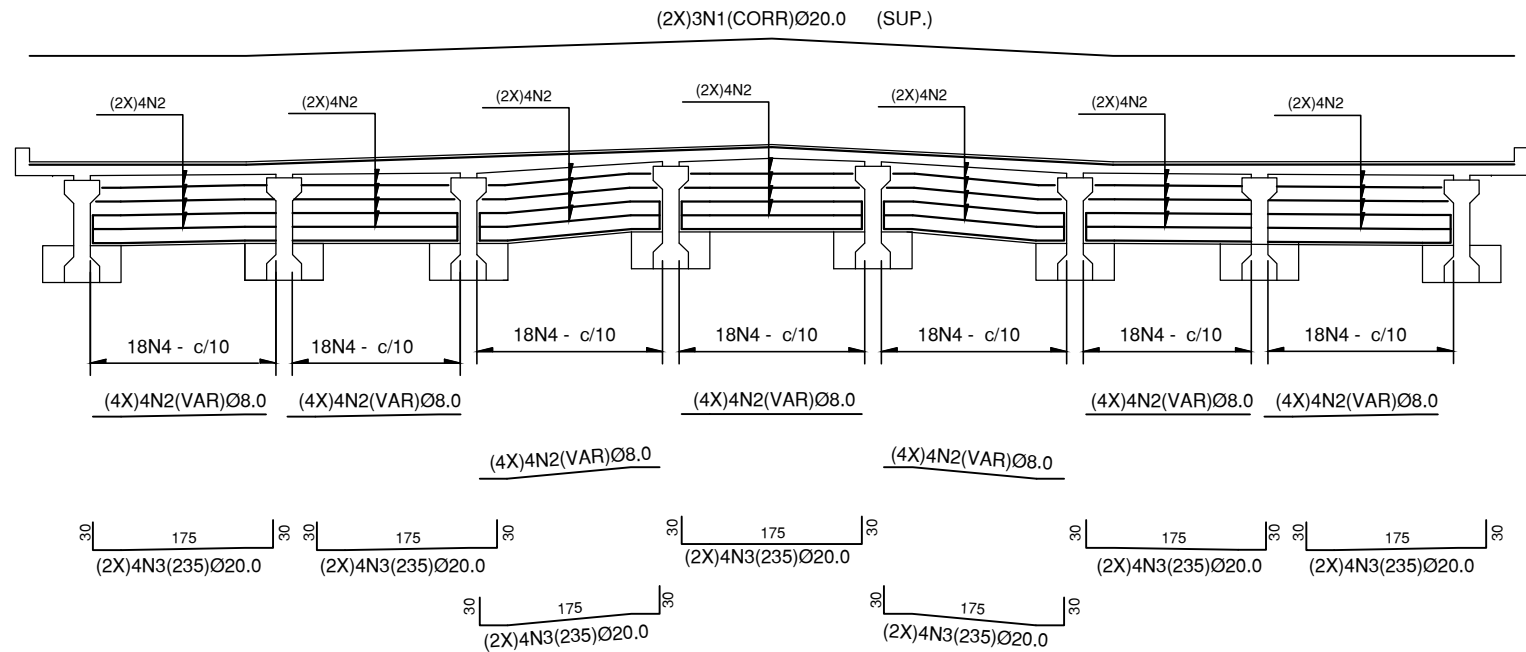 (2X)3N1(CORR)Ø20.0 (SUP.)
(2X)4N2 (2X)4N2 (2X)4N2 (2X)4N2 (2X)4N2 (2X)4N2 (2X)4N2
18N4 - c/10 18N4 - c/10 18N4 - c/10 18N4 - c/10 18N4 - c/10 18N4 - c/10 18N4 - c/10
(4X)4N2(VAR)Ø8.0 (4X)4N2(VAR)Ø8.0 (4X)4N2(VAR)Ø8.0 (4X)4N2(VAR)Ø8.0 (4X)4N2(VAR)Ø8.0
(4X)4N2(VAR)Ø8.0 (4X)4N2(VAR)Ø8.0
30 175 30 30 175 30 30 175 30 30 175 30 30 175 30
(2X)4N3(235)Ø20.0 (2X)4N3(235)Ø20.0 (2X)4N3(235)Ø20.0 (2X)4N3(235)Ø20.0 (2X)4N3(235)Ø20.0
30 175 30 30 175 30
(2X)4N3(235)Ø20.0 (2X)4N3(235)Ø20.0